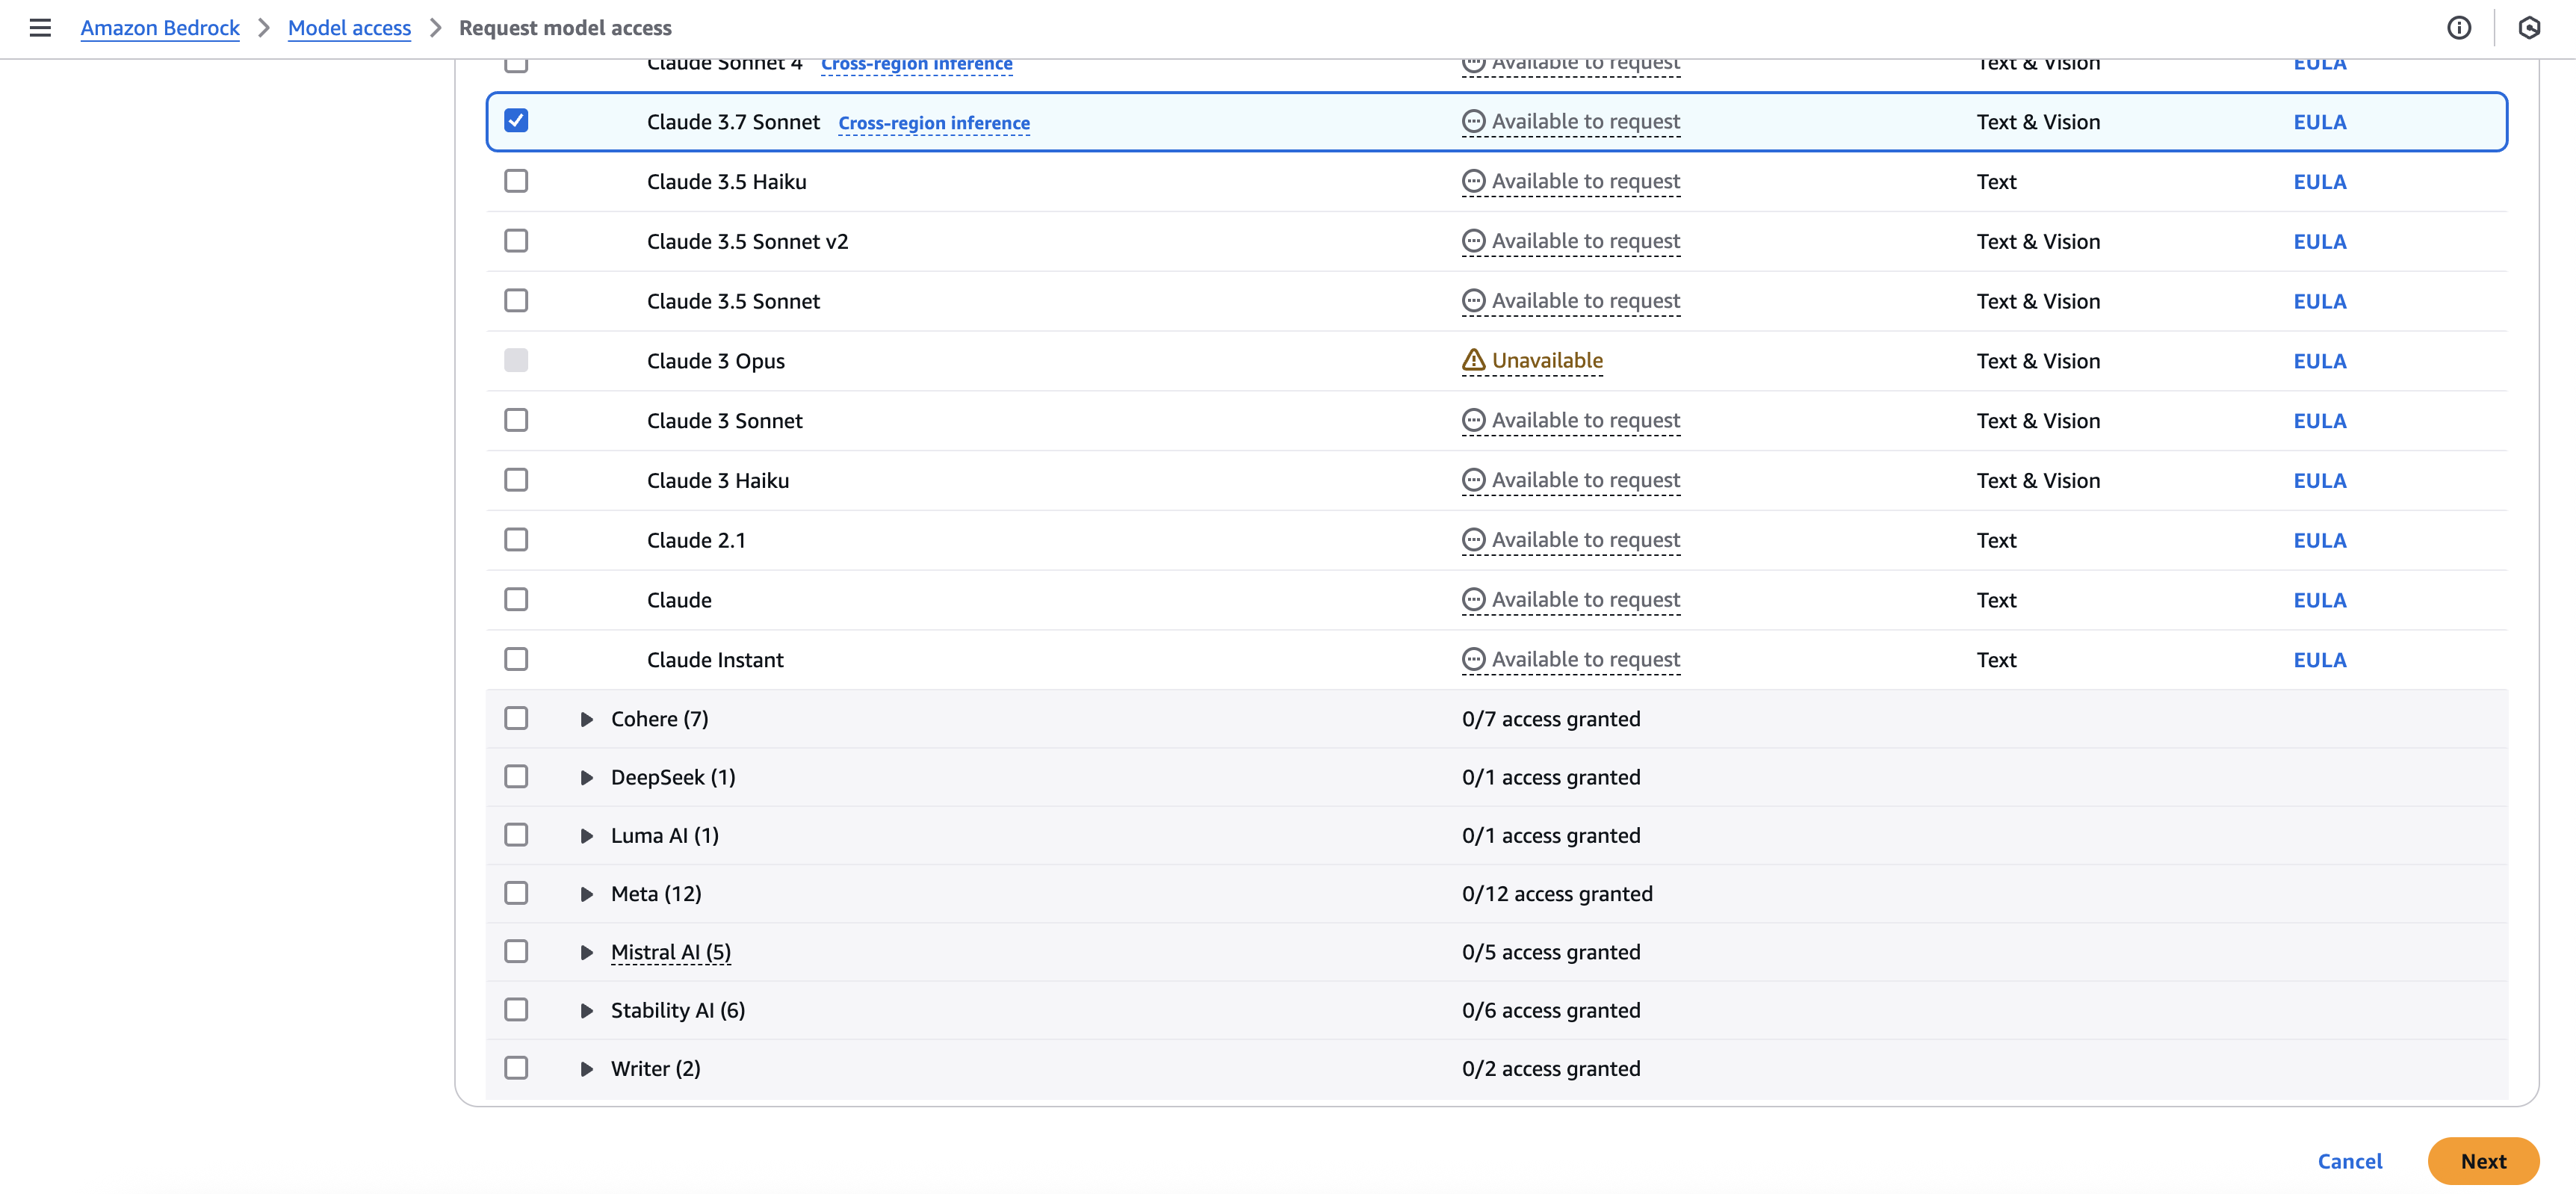 Amazon Bedrock > Model access > Request model access
Claude Sonnet 4 Cross-region inference Available to request Text & Vision EULA
Claude 3.7 Sonnet Cross-region inference Available to request Text & Vision EULA
Claude 3.5 Haiku Available to request Text EULA
Claude 3.5 Sonnet v2 Available to request Text & Vision EULA
Claude 3.5 Sonnet Available to request Text & Vision EULA
Claude 3 Opus Unavailable Text & Vision EULA
Claude 3 Sonnet Available to request Text & Vision EULA
Claude 3 Haiku Available to request Text & Vision EULA
Claude 2.1 Available to request Text EULA
Claude Available to request Text EULA
Claude Instant Available to request Text EULA
Cohere (7) 0/7 access granted
DeepSeek (1) 0/1 access granted
Luma AI (1) 0/1 access granted
Meta (12) 0/12 access granted
Mistral AI (5) 0/5 access granted
Stability AI (6) 0/6 access granted
Writer (2) 0/2 access granted
Cancel Next